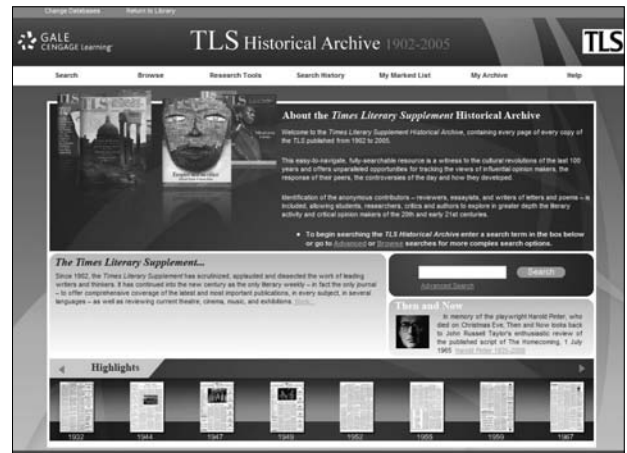 Change Databases Return to Library
GALE
CENGAGE Learning
TLS Historical Archive 1902-2005
TLS
Search Browse Research Tools Search History My Marked List My Archive Help
About the Times Literary Supplement Historical Archive
Welcome to the Times Literary Supplement Historical Archive, containing every page of every copy of
the TLS published from 1902 to 2005.
This easy-to-navigate, fully-searchable resource is a witness to the cultural revolutions of the last 100
years and offers unparalleled opportunities for tracking the views of influential opinion makers, the
response of their peers, the controversies of the day and how they developed.
Identification of the anonymous contributors – reviewers, essayists, and writers of letters and poems – is
included, allowing students, researchers, critics and authors to explore in greater depth the literary
activity and critical opinion makers of the 20th and early 21st centuries.
• To begin searching the TLS Historical Archive enter a search term in the box below
or go to Advanced or Browse searches for more complex search options.
The Times Literary Supplement...
Since 1902, the Times Literary Supplement has scrutinized, applauded and dissected the work of leading
writers and thinkers. It has continued into the new century as the only literary weekly – in fact the only journal
– to offer comprehensive coverage of the latest and most important publications, in every subject, in several
languages – as well as reviewing current theatre, cinema, music, and exhibitions. More...
Search
Advanced Search
Then and Now
In memory of the playwright Harold Pinter, who
died on Christmas Eve, Then and Now looks back
to John Russell Taylor's enthusiastic review of
the published script of The Homecoming, 1 July
1965. Harold Pinter 1930-2008
Highlights
1932 1944 1947 1949 1952 1955 1959 1967